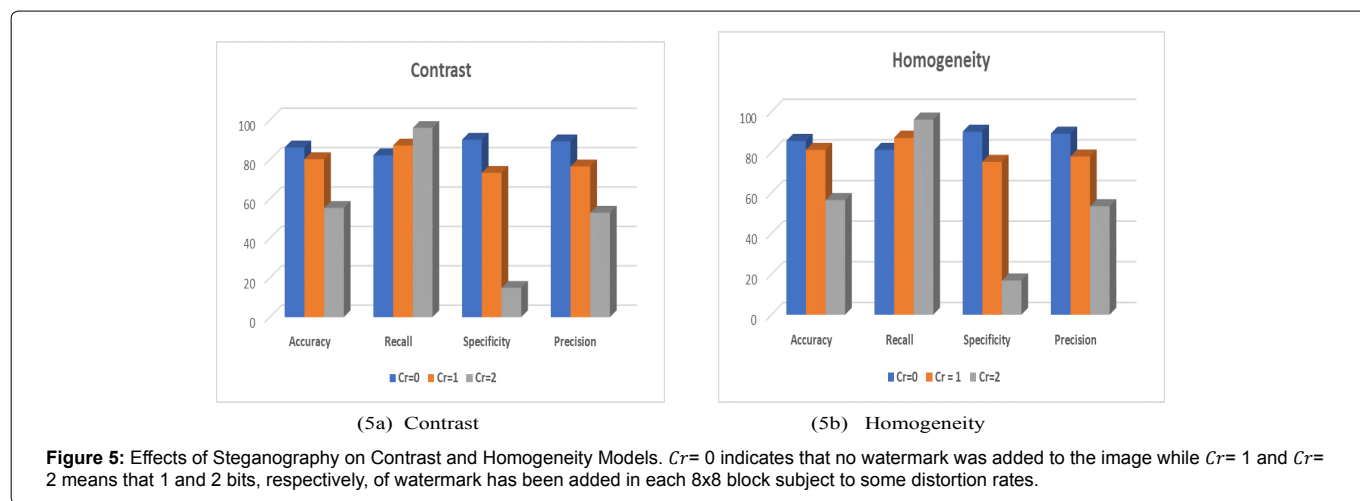 Contrast
100
80
60
40
20
0
Accuracy Recall Specificity Precision
Cr=0 Cr=1 Cr=2
(5a) Contrast
Homogeneity
100
80
60
40
20
0
Accuracy Recall Specificity Precision
Cr=0 Cr = 1 Cr=2
(5b) Homogeneity
Figure 5: Effects of Steganography on Contrast and Homogeneity Models. Cr= 0 indicates that no watermark was added to the image while Cr= 1 and Cr=
2 means that 1 and 2 bits, respectively, of watermark has been added in each 8x8 block subject to some distortion rates.